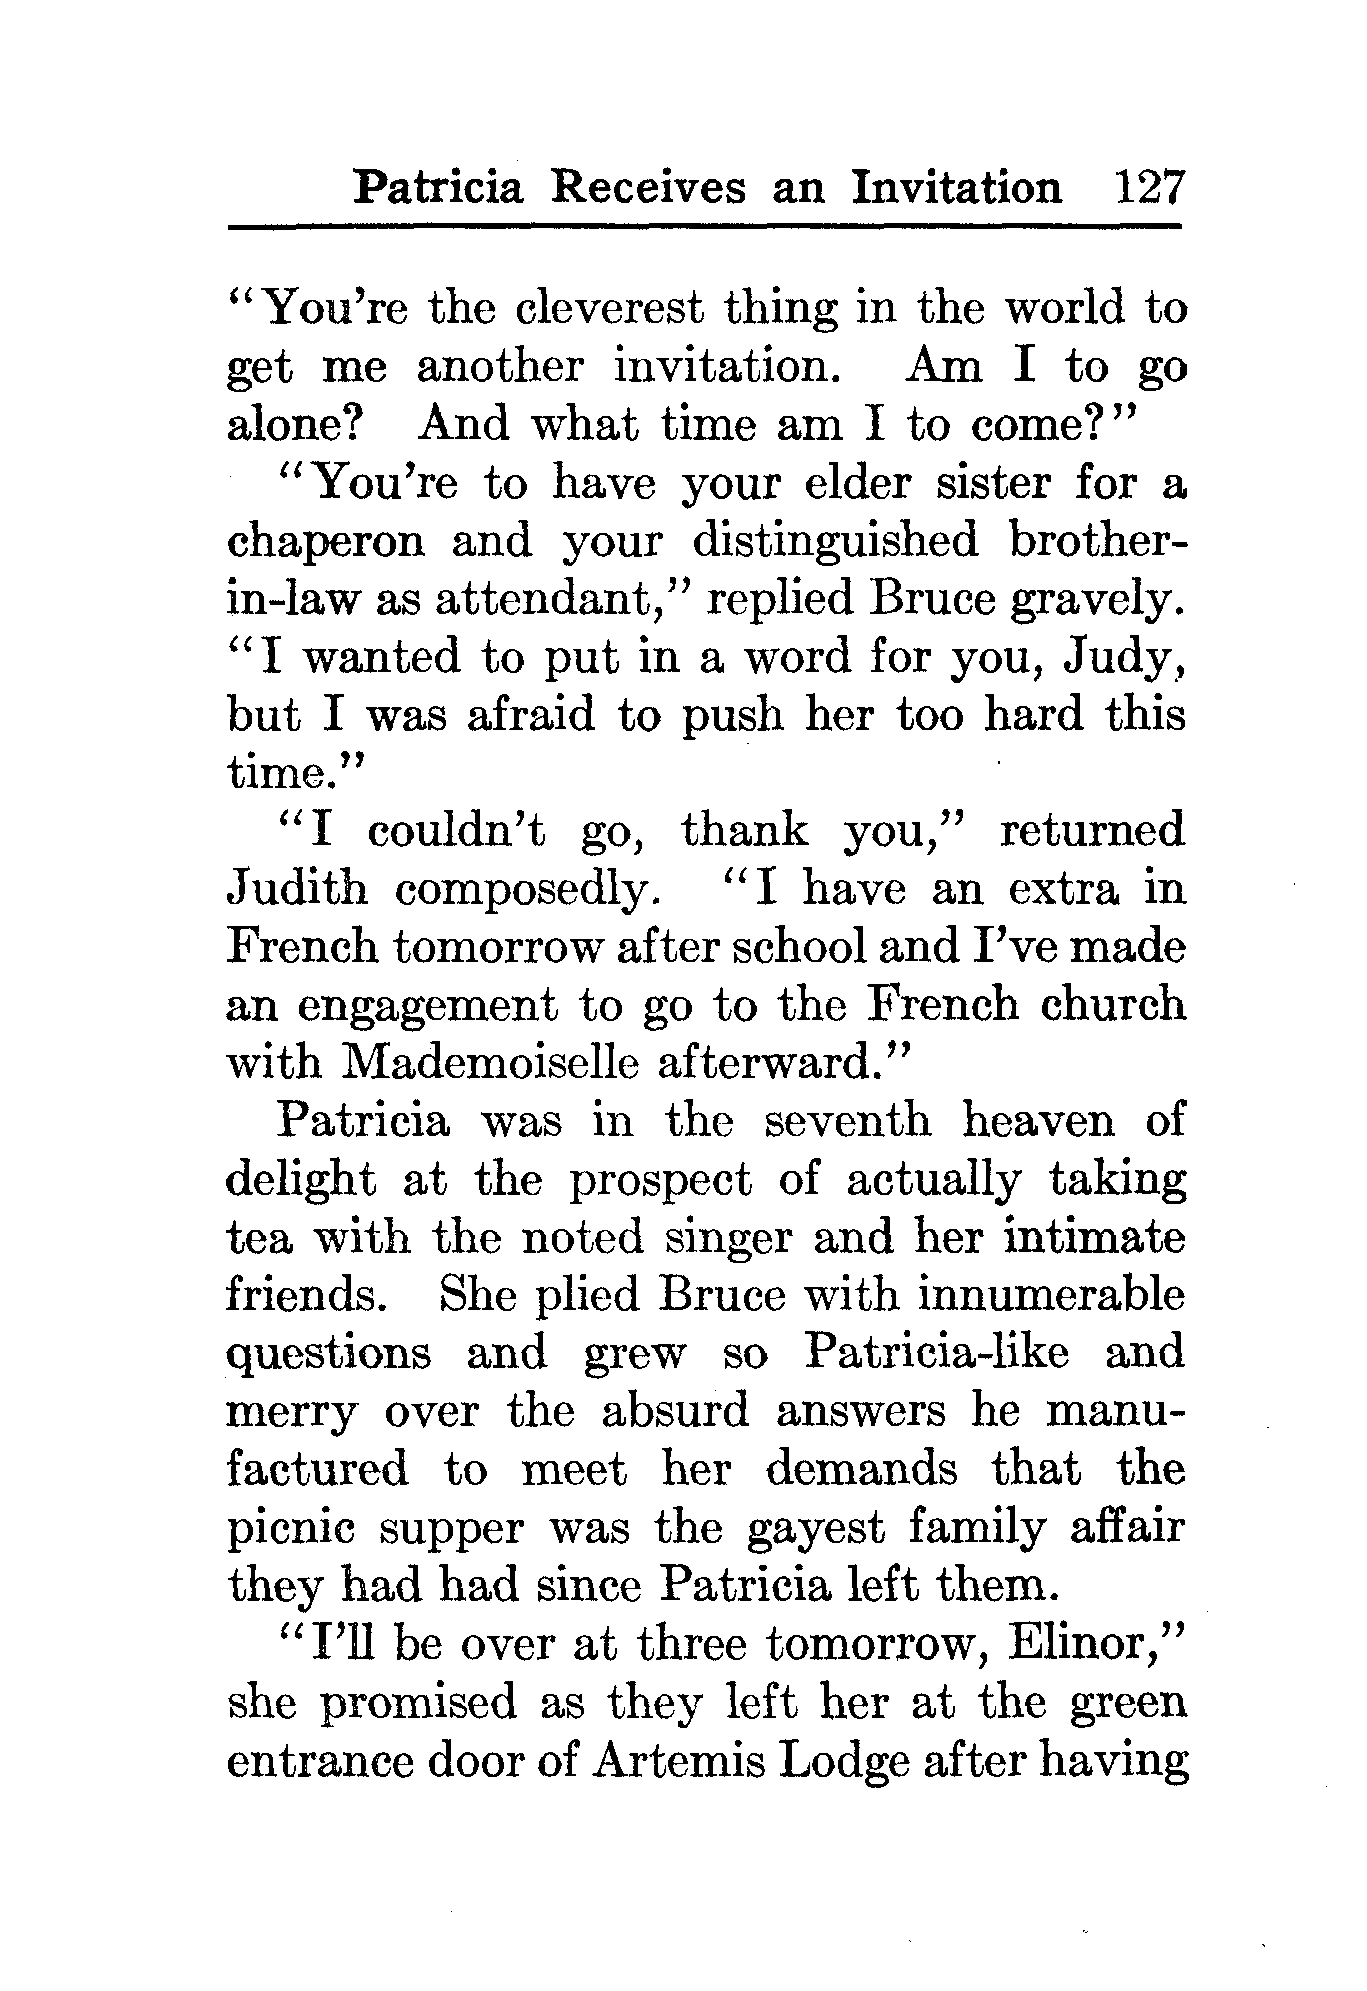 Patricia Receives an Invitation 127
"You're the cleverest thing in the world to
get me another invitation. Am I to go
alone? And what time am I to come?"
"You're to have your elder sister for a
chaperon and your distinguished brother-
in-law as attendant," replied Bruce gravely.
"I wanted to put in a word for you, Judy,
but I was afraid to push her too hard this
time."
"I couldn't go, thank you," returned
Judith composedly. "I have an extra in
French tomorrow after school and I've made
an engagement to go to the French church
with Mademoiselle afterward."
Patricia was in the seventh heaven of
delight at the prospect of actually taking
tea with the noted singer and her intimate
friends. She plied Bruce with innumerable
questions and grew so Patricia-like and
merry over the absurd answers he manu-
factured to meet her demands that the
picnic supper was the gayest family affair
they had had since Patricia left them.
"I'll be over at three tomorrow, Elinor,"
she promised as they left her at the green
entrance door of Artemis Lodge after having